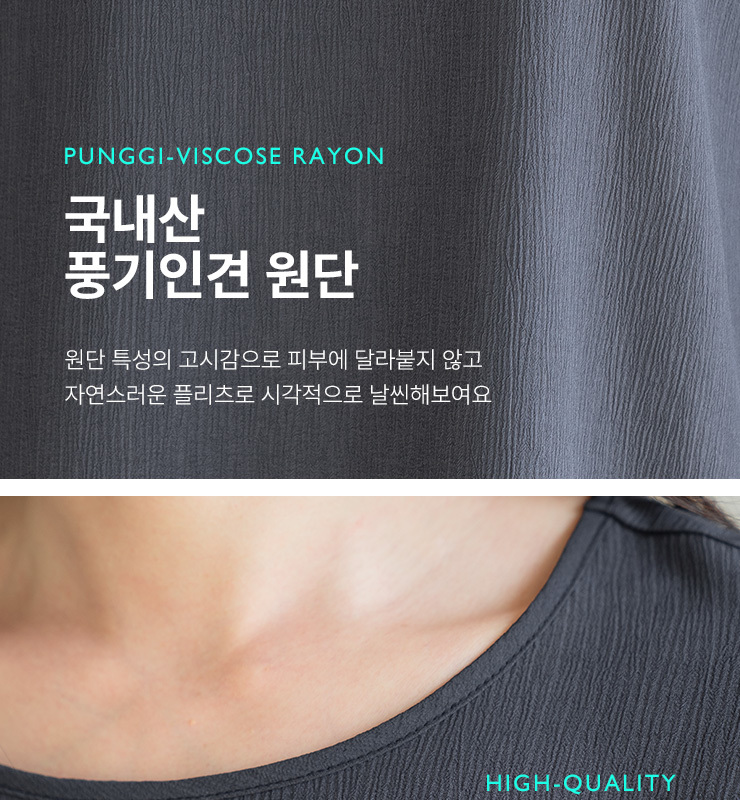 PUNGGI-VISCOSE RAYON
국내산
풍기인견 원단
원단 특성의 고시감으로 피부에 달라붙지 않고
자연스러운 플리츠로 시각적으로 날씬해보여요
HIGH-QUALITY